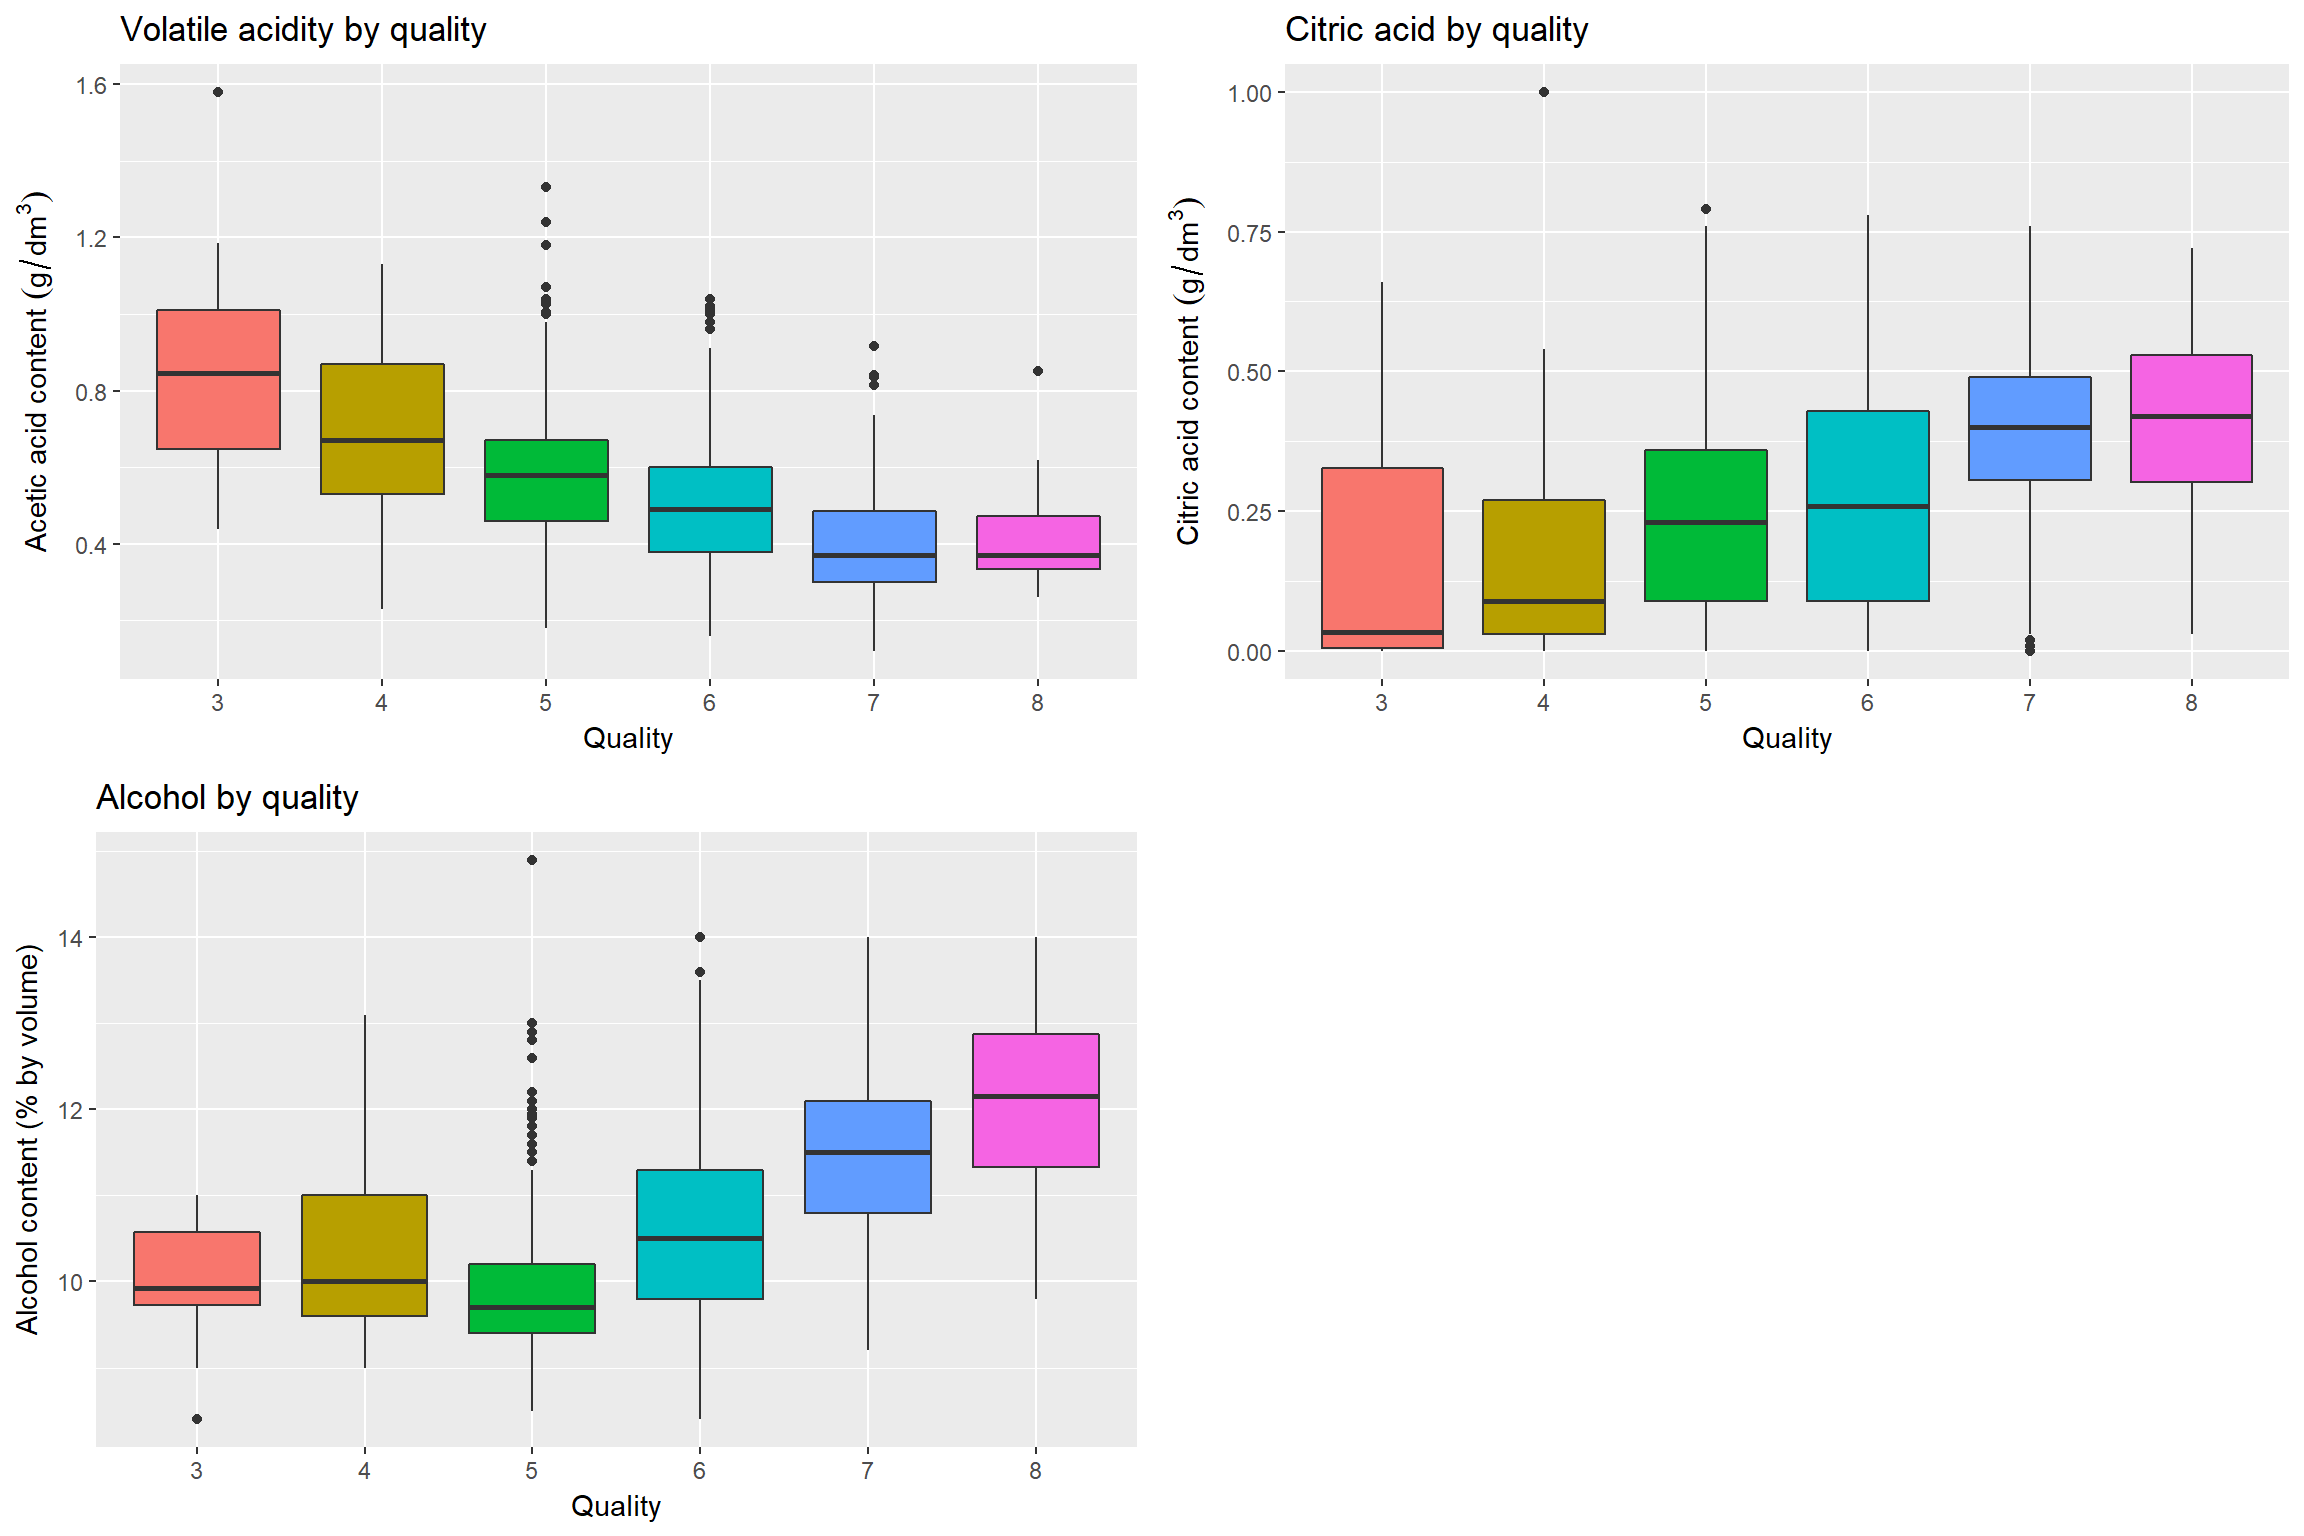 Volatile acidity by quality
Acetic acid content (g/dm³)
1.6
1.2
0.8
0.4
3 4 5 6 7 8
Quality
Citric acid by quality
Citric acid content (g/dm³)
1.00
0.75
0.50
0.25
0.00
3 4 5 6 7 8
Quality
Alcohol by quality
Alcohol content (% by volume)
14
12
10
3 4 5 6 7 8
Quality